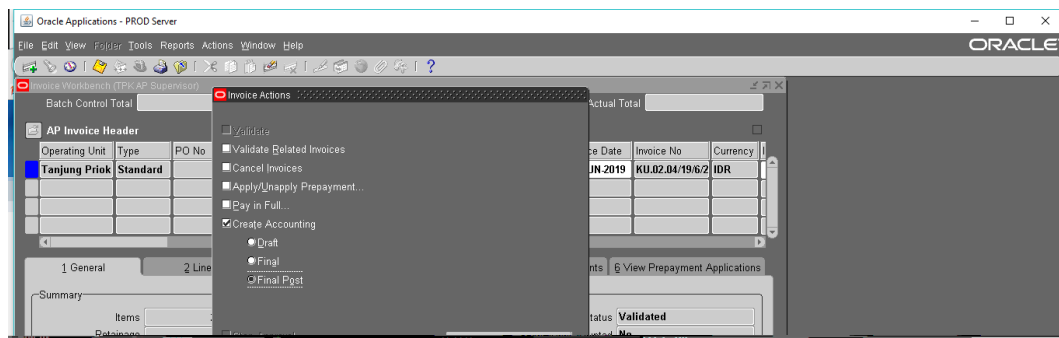 Oracle Applications - PROD Server
File Edit View Folder Tools Reports Actions Window Help
ORACLE
Invoice Workbench (TPK AP Supervisor)
Invoice Actions
Batch Control Total
Actual Total
AP Invoice Header
Validate
Operating Unit Type PO No
Validate Related Invoices
ce Date Invoice No Currency
Tanjung Priok Standard
Cancel Invoices
UN-2019 KU.02.04/19/6/2 IDR
Apply/Unapply Prepayment...
Pay in Full...
Create Accounting
Draft
Final
Final Post
1 General 2 Line
nts 6 View Prepayment Applications
Summary
Items
tatus Validated
Retainage
No